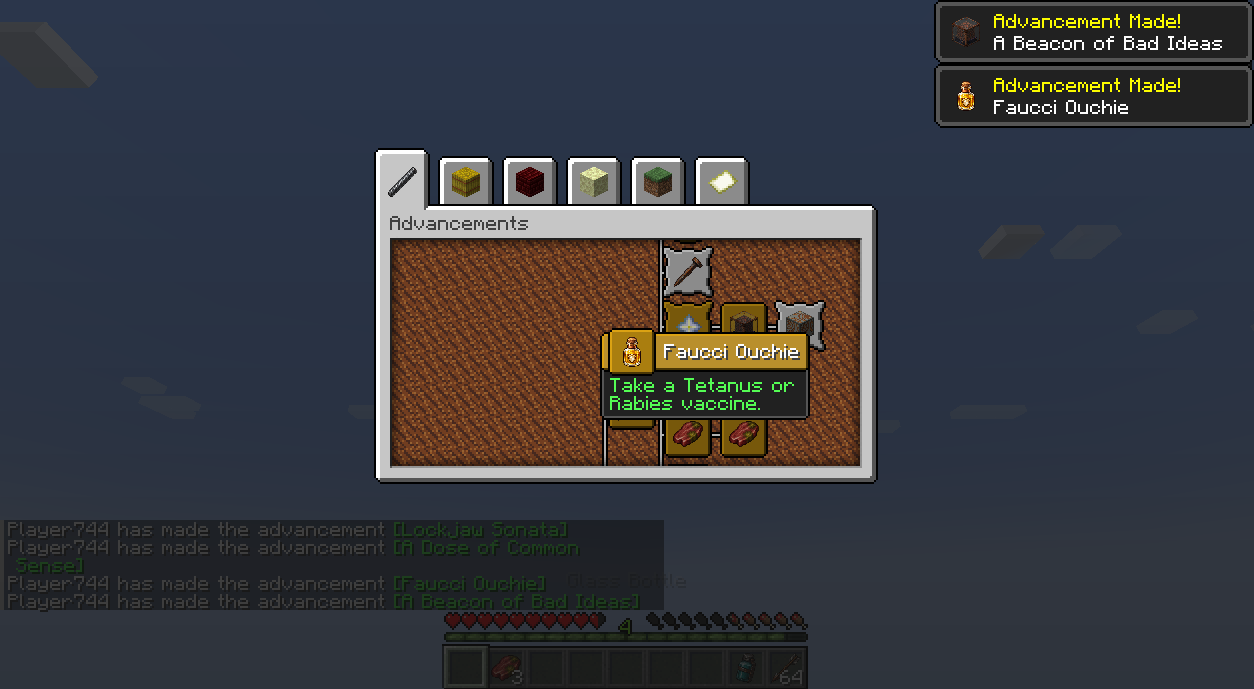 Advancement Made!
A Beacon of Bad Ideas
Advancement Made!
Faucci Ouchie
Advancements
Faucci Ouchie
Take a Tetanus or
Rabies vaccine.
Player744 has made the advancement [Lockjaw Sonata]
Player744 has made the advancement [A Dose of Common
Sense]
Player744 has made the advancement [Faucci Ouchie]
Glass Bottle
Player744 has made the advancement [A Beacon of Bad Ideas]
4
3
64